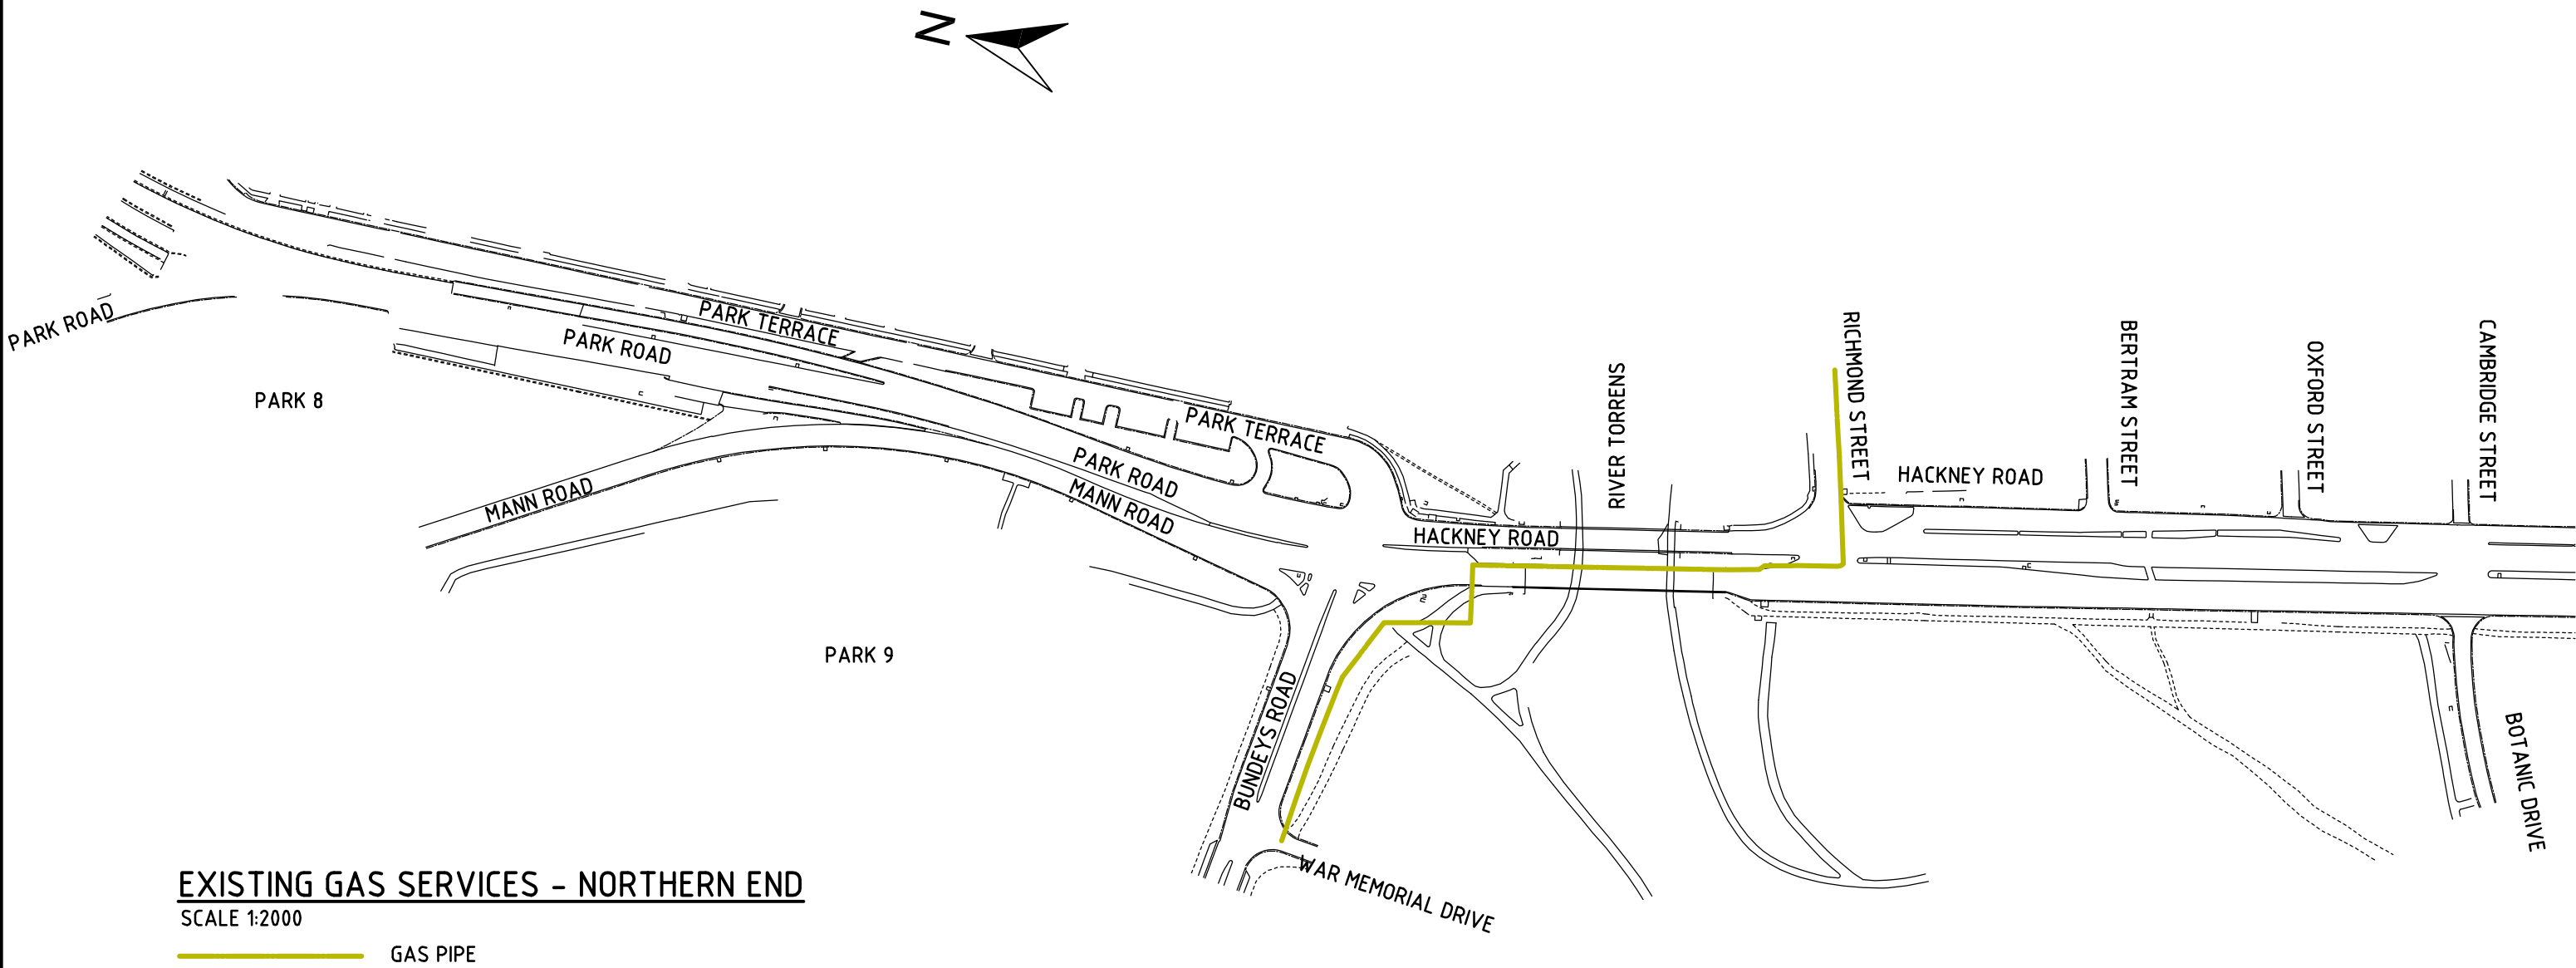 N
PARK ROAD
PARK 8
PARK TERRACE
PARK ROAD
PARK TERRACE
PARK ROAD
MANN ROAD
MANN ROAD
PARK 9
HACKNEY ROAD
RIVER TORRENS
RICHMOND STREET
HACKNEY ROAD
BERTRAM STREET
OXFORD STREET
CAMBRIDGE STREET
BUNDEYS ROAD
WAR MEMORIAL DRIVE
BOTANIC DRIVE
EXISTING GAS SERVICES - NORTHERN END
SCALE 1:2000
GAS PIPE